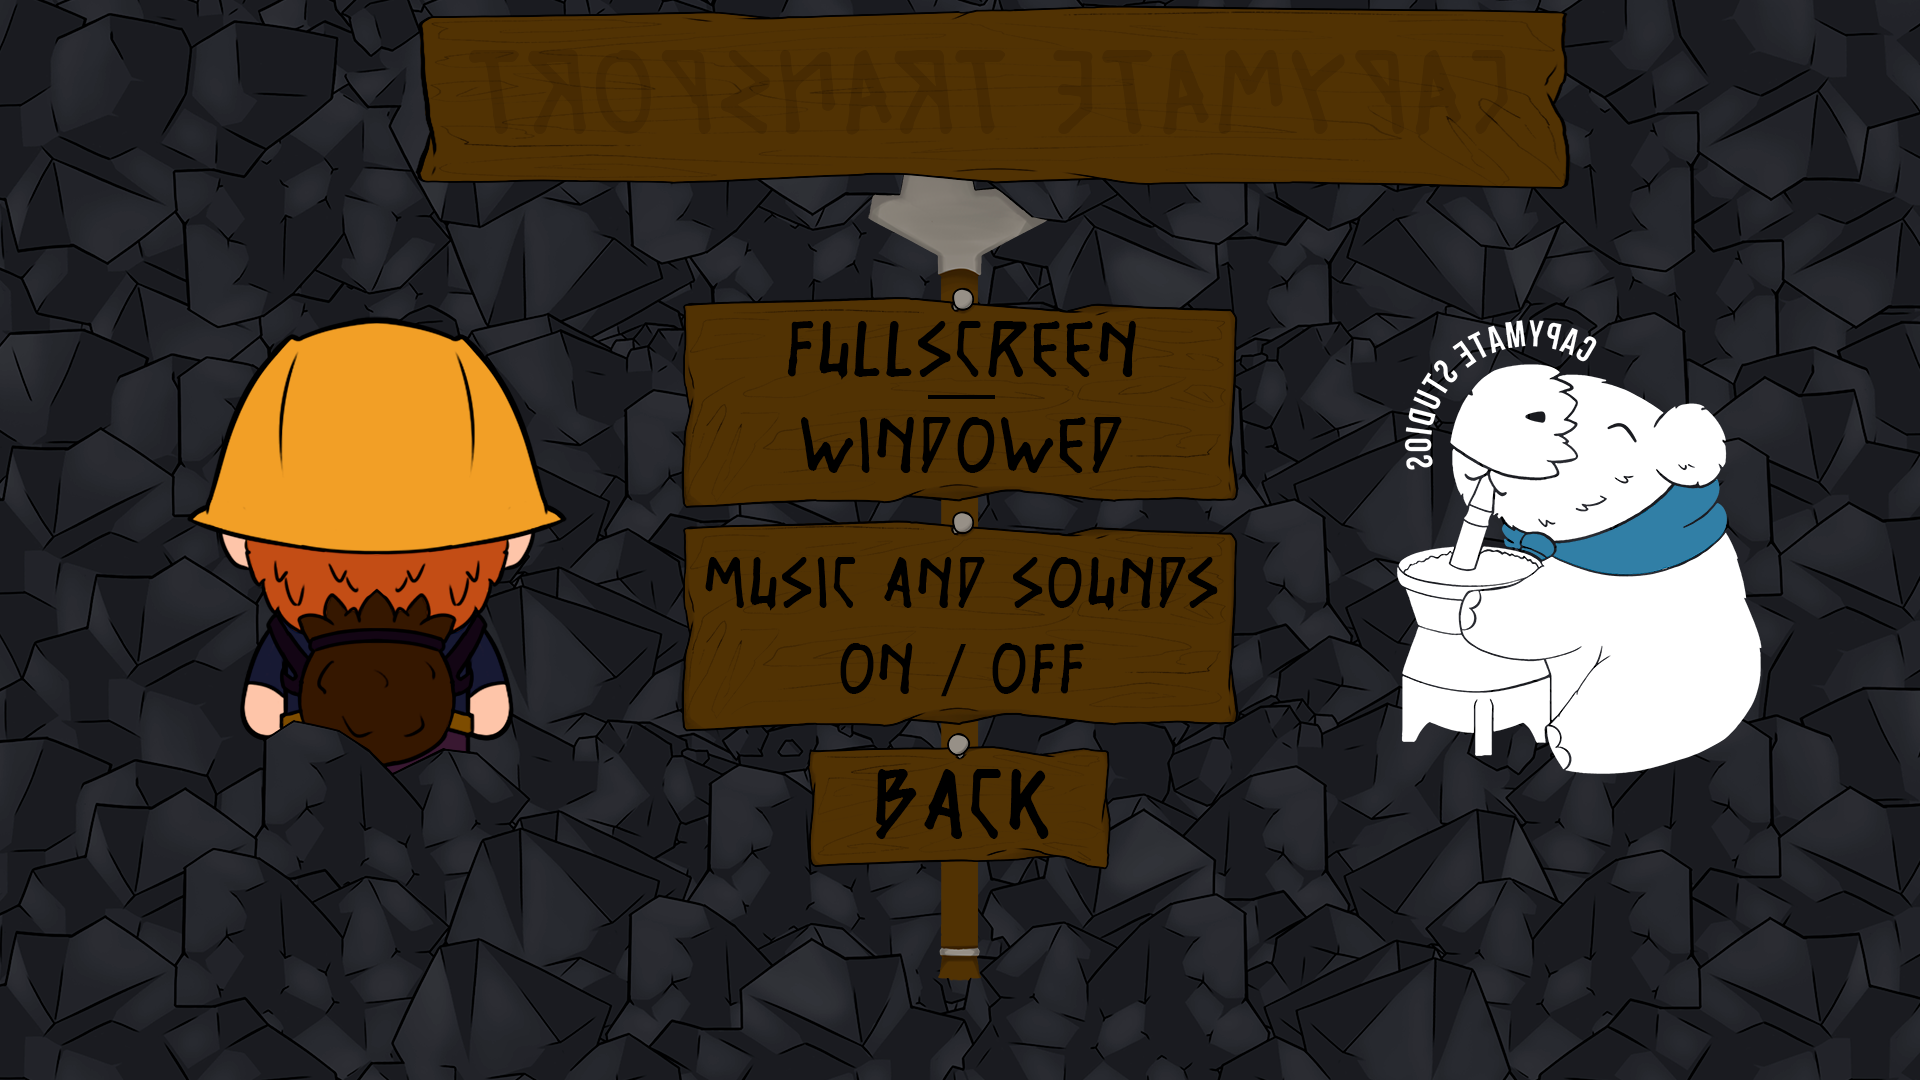 CAPYMATE TRANSPORT
FULLSCREEN
WINDOWED
MUSIC AND SOUNDS
ON / OFF
BACK
CAPYMATE STUDIOS